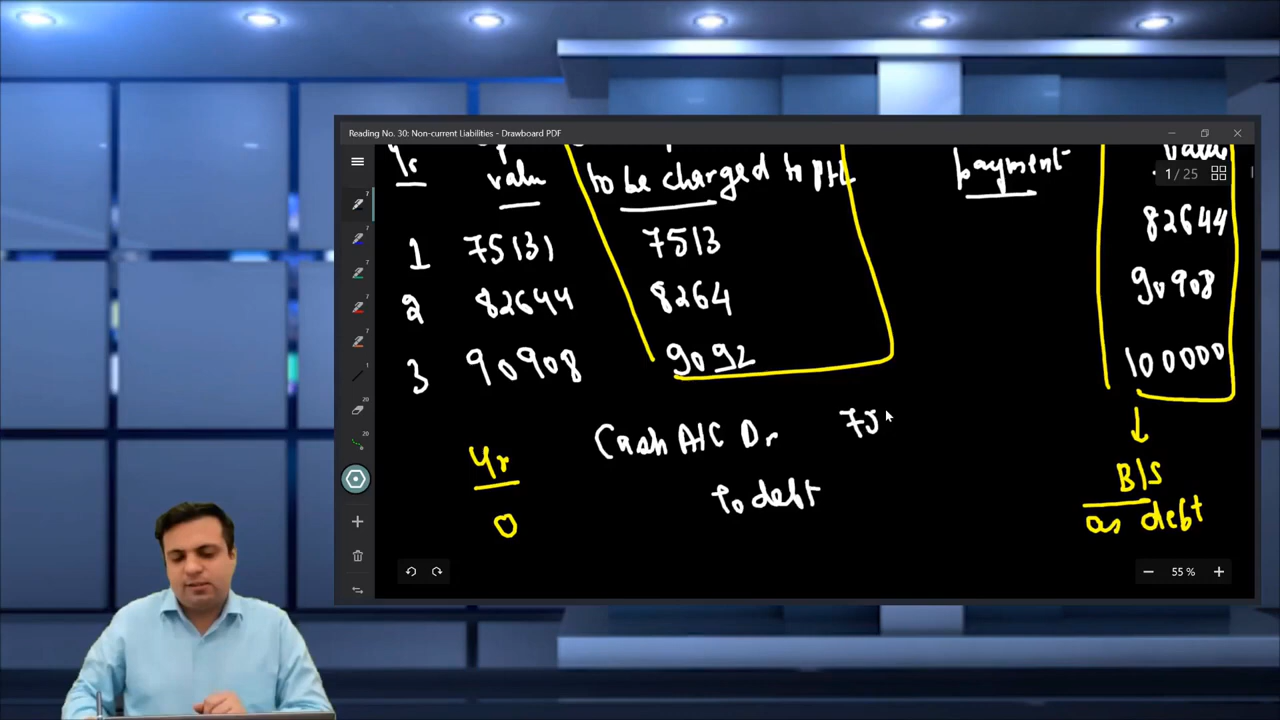 Reading No. 30: Non-current Liabilities - Drawboard PDF
Yr
valu
to be charged to P&L
payment
Value
1 / 25
1 75131 7513 82644
2 82644 8264 90908
3 90908 9092 100000
Cash A/C Dr 75
To debt
Yr
0
B/S
as debt
55 %